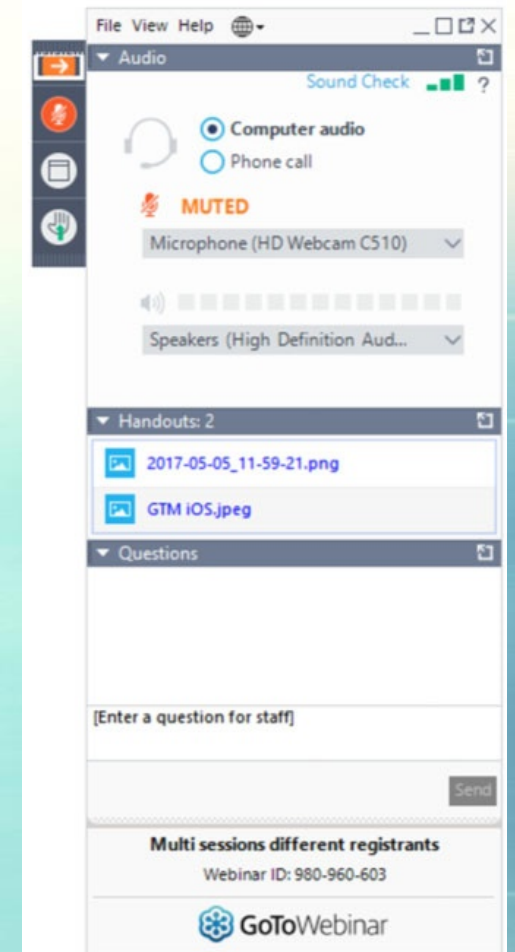 File View Help
Audio
Sound Check ?
Computer audio
Phone call
MUTED
Microphone (HD Webcam C510)
Speakers (High Definition Aud...
Handouts: 2
2017-05-05_11-59-21.png
GTM iOS.jpeg
Questions
[Enter a question for staff]
Send
Multi sessions different registrants
Webinar ID: 980-960-603
GoToWebinar